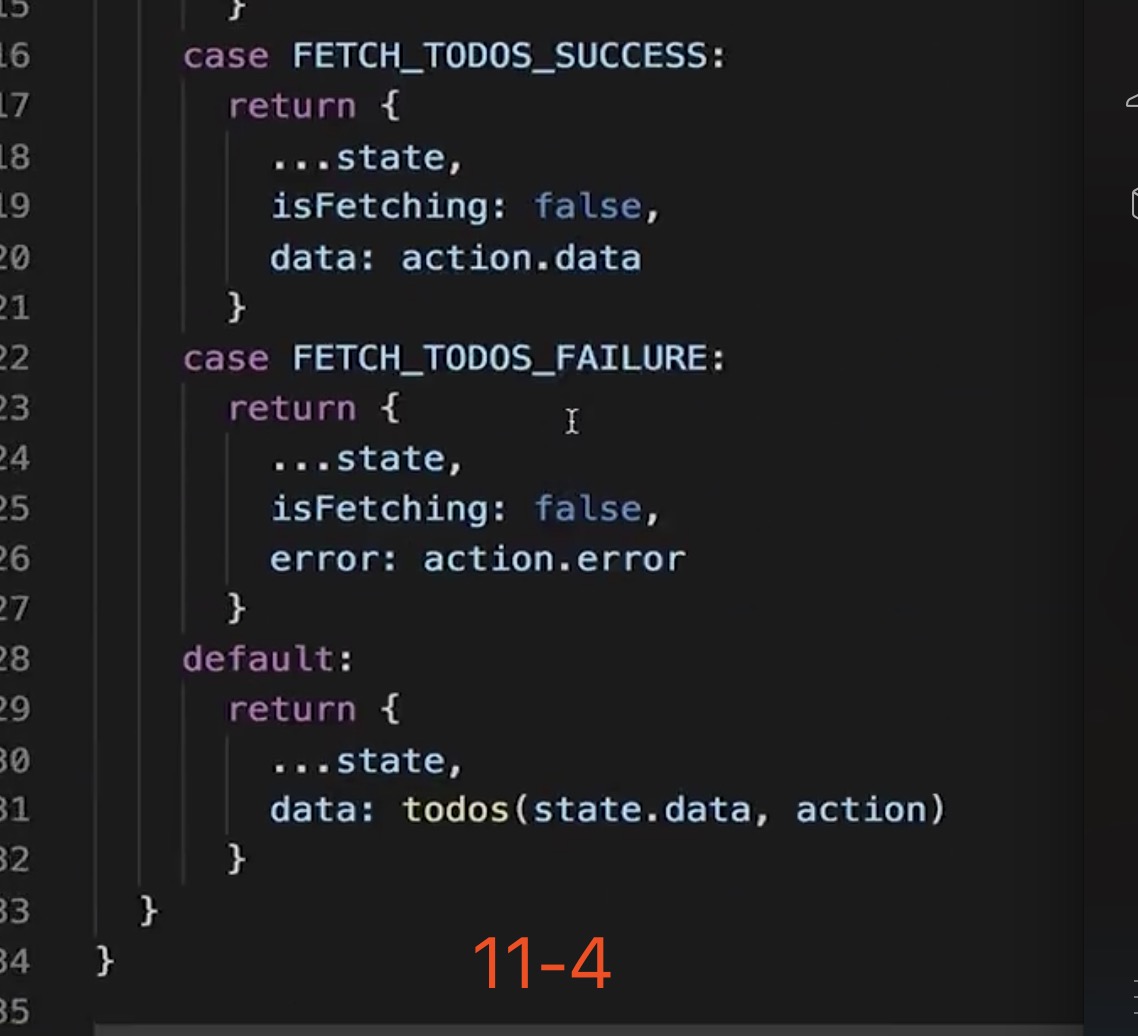 15 }
16 case FETCH_TODOS_SUCCESS:
17 return {
18 ...state,
19 isFetching: false,
20 data: action.data
21 }
22 case FETCH_TODOS_FAILURE:
23 return {
24 ...state,
25 isFetching: false,
26 error: action.error
27 }
28 default:
29 return {
30 ...state,
31 data: todos(state.data, action)
32 }
33 }
34 }
35
11-4